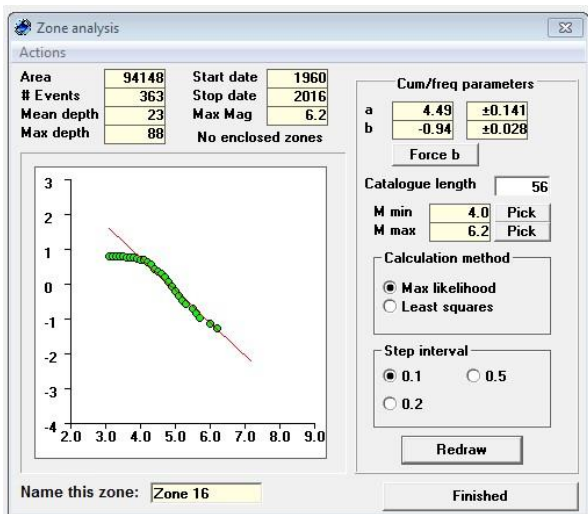 Zone analysis
Actions
Area 94148 Start date 1960
# Events 363 Stop date 2016
Mean depth 23 Max Mag 6.2
Max depth 88 No enclosed zones
Cum/freq parameters
a 4.49 ±0.141
b -0.94 ±0.028
Force b
Catalogue length 56
M min 4.0 Pick
M max 6.2 Pick
Calculation method
Max likelihood
Least squares
Step interval
0.1 0.5
0.2
Redraw
3
2
1
0
-1
-2
-3
-4
2.0 3.0 4.0 5.0 6.0 7.0 8.0 9.0
Name this zone: Zone 16
Finished